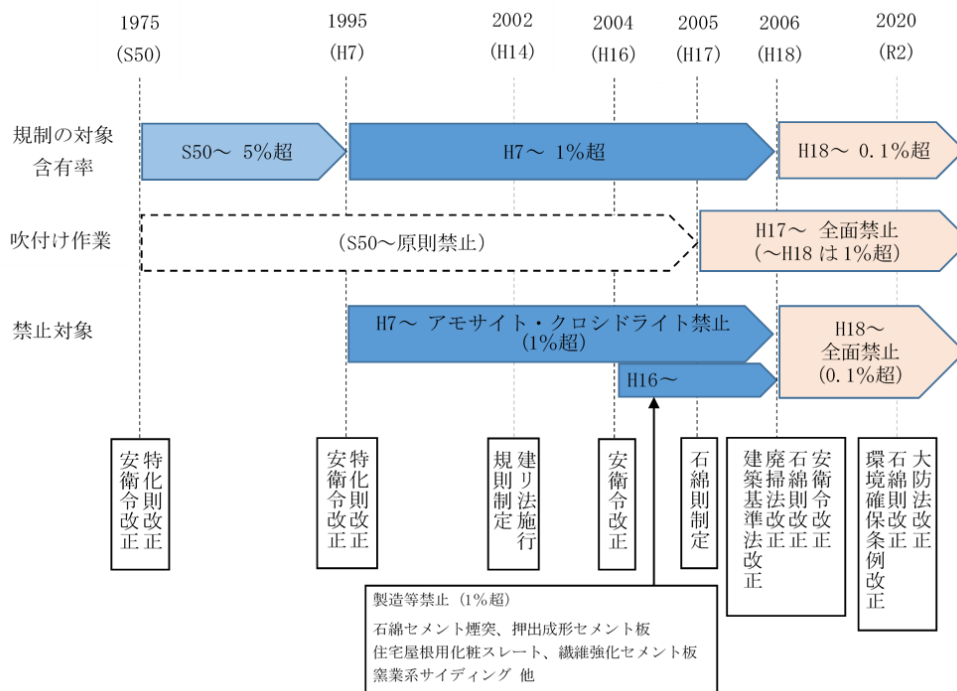 1975 1995 2002 2004 2005 2006 2020
(S50) (H7) (H14) (H16) (H17) (H18) (R2)
規制の対象
含有率
S50～ 5%超
H7～ 1%超
H18～ 0.1%超
吹付け作業
(S50～原則禁止)
H17～ 全面禁止
(～H18 は 1%超)
禁止対象
H7～ アモサイト・クロシドライト禁止
(1%超)
H16～
H18～
全面禁止
(0.1%超)
特化則改正
安衛令改正
特化則改正
安衛令改正
建リ法施行
規則制定
安衛令改正
石綿則制定
安衛令改正
石綿則改正
廃掃法改正
建築基準法改正
大防法改正
石綿則改正
環境確保条例改正
製造等禁止 (1%超)
石綿セメント煙突、押出成形セメント板
住宅屋根用化粧スレート、繊維強化セメント板
窯業系サイディング 他